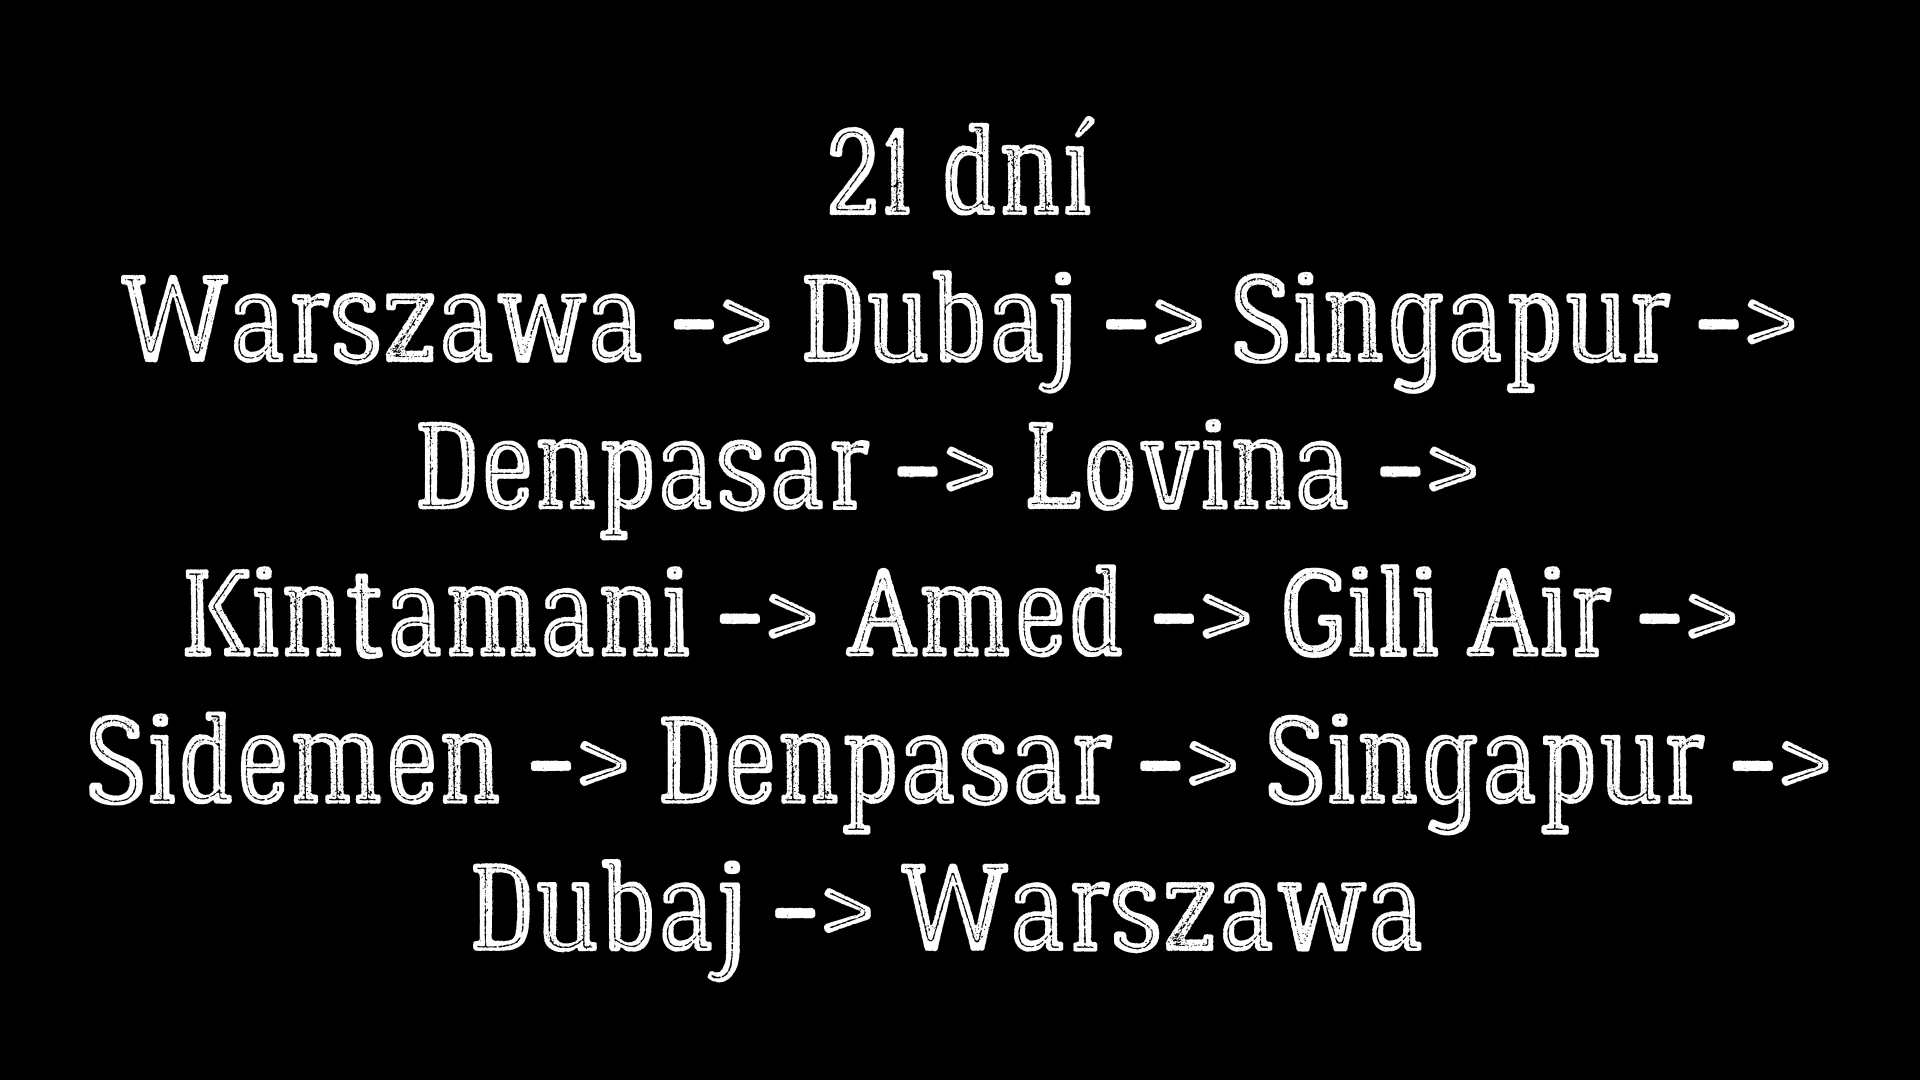 21 dní
Warszawa -> Dubaj -> Singapur ->
Denpasar -> Lovina ->
Kintamani -> Amed -> Gili Air ->
Sidemen -> Denpasar -> Singapur ->
Dubaj -> Warszawa